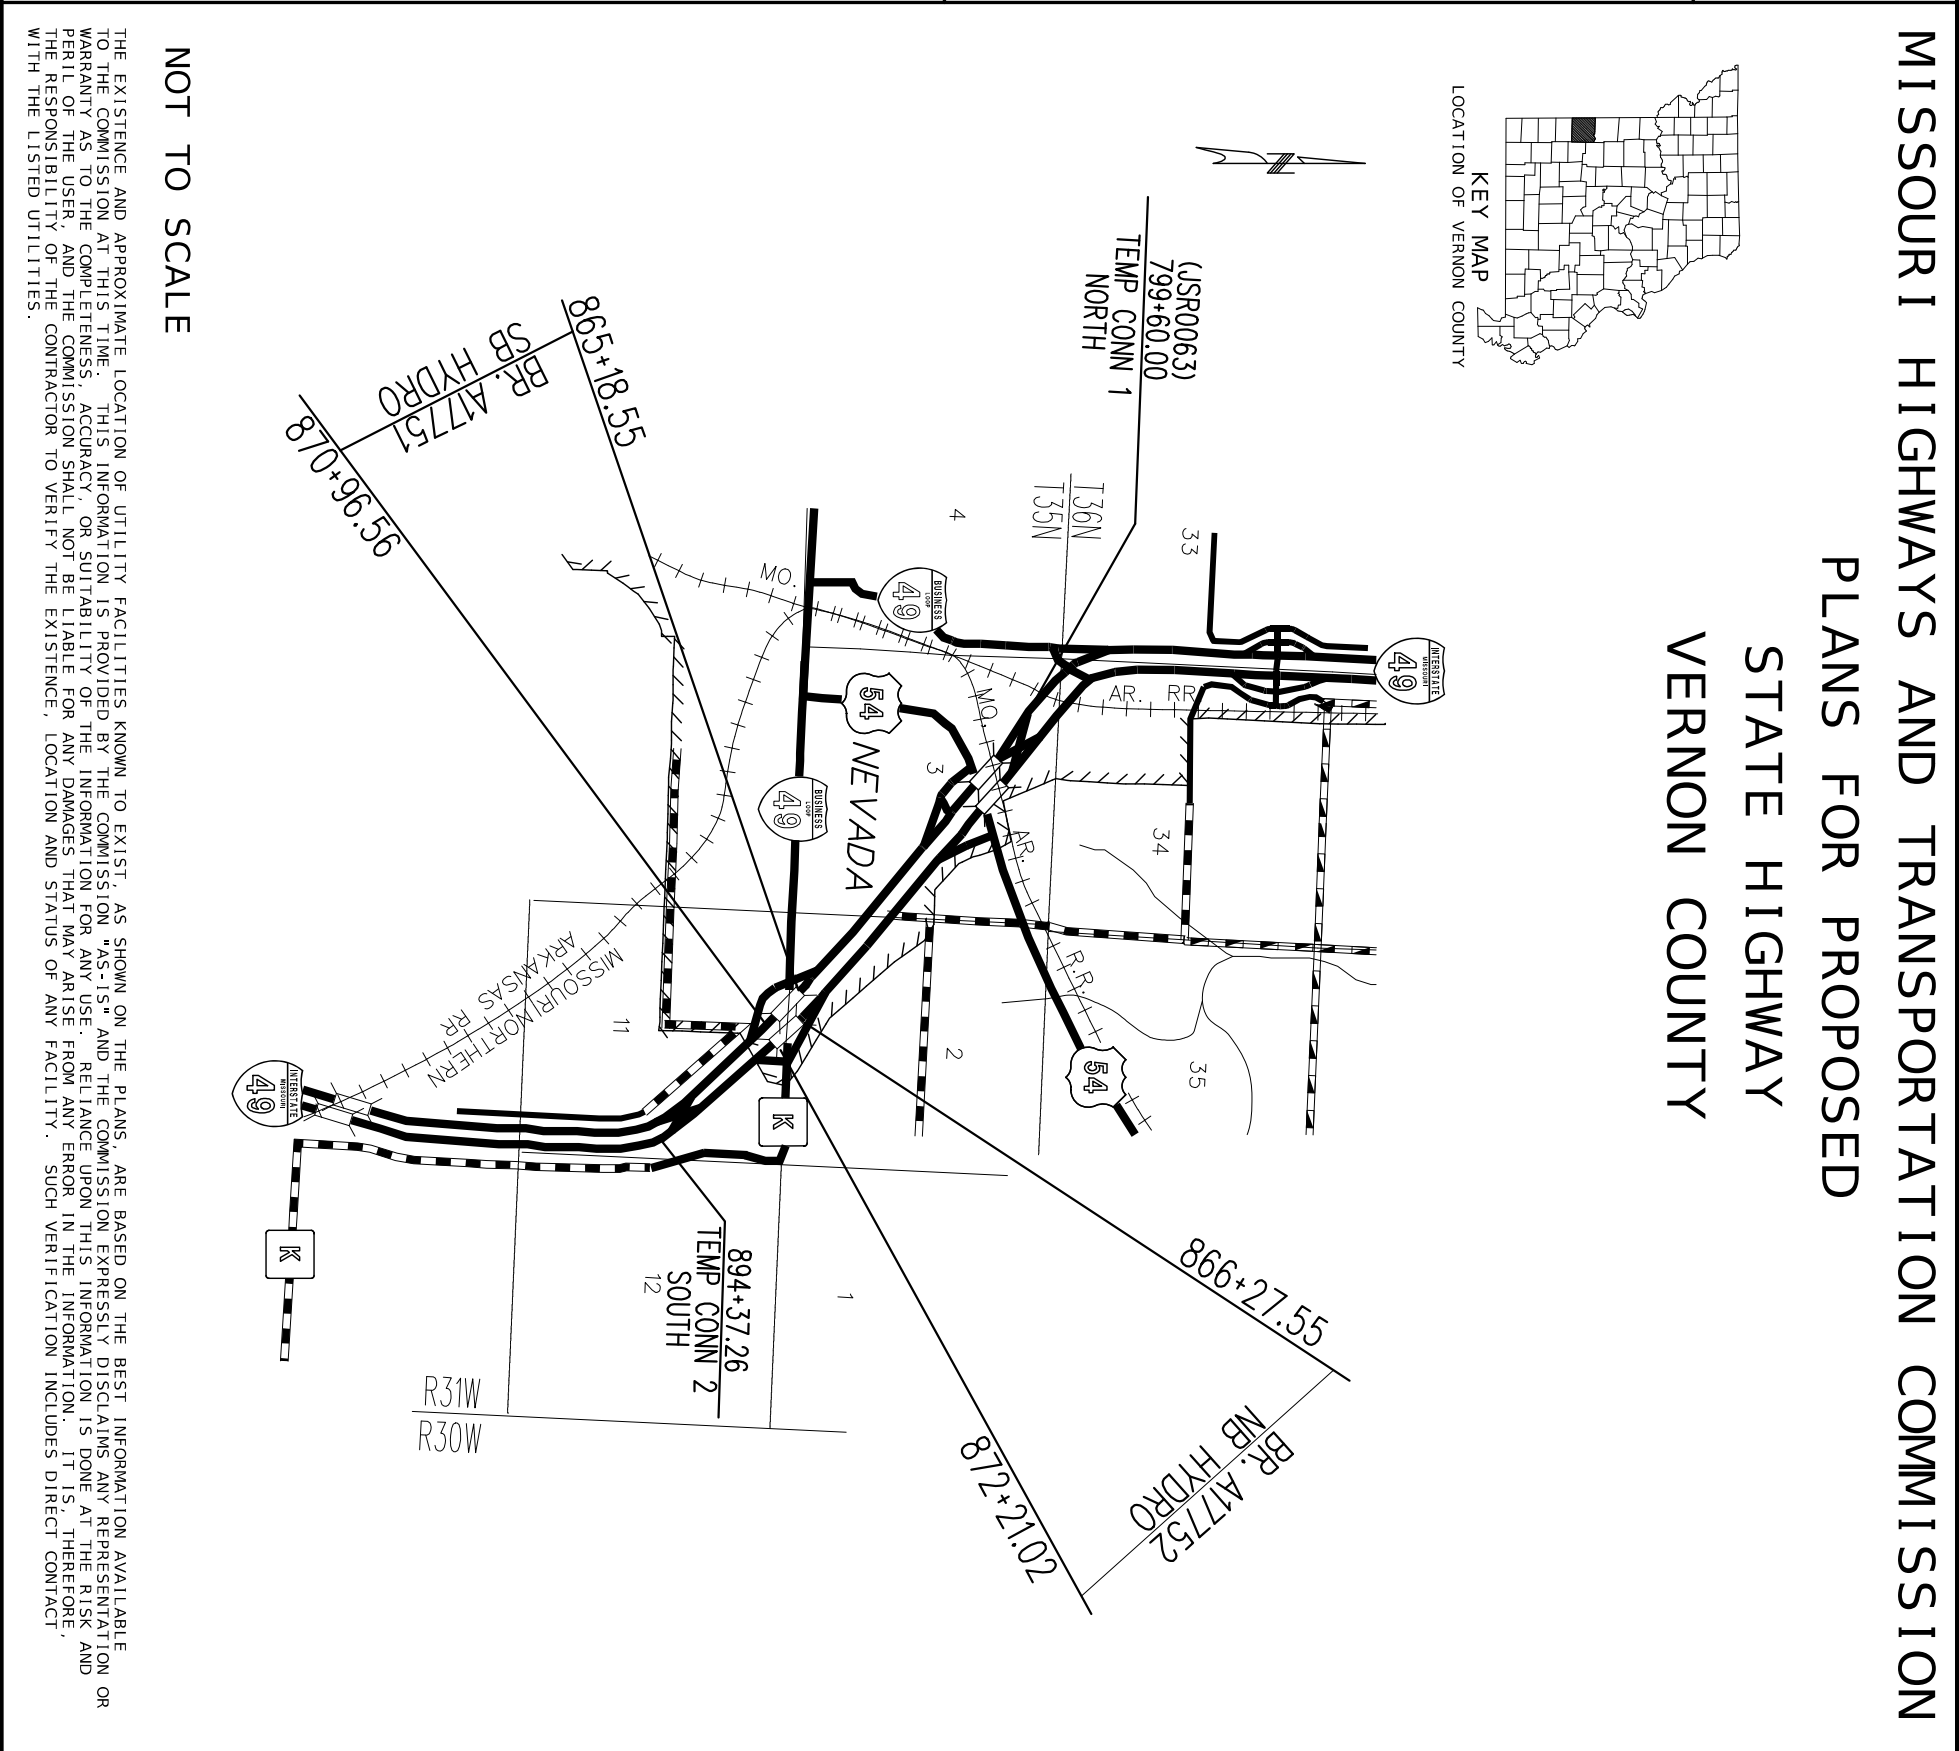 MISSOURI HIGHWAYS AND TRANSPORTATION COMMISSION
PLANS FOR PROPOSED
STATE HIGHWAY
VERNON COUNTY
KEY MAP
LOCATION OF VERNON COUNTY
(JSR0063)
799+60.00
TEMP CONN 1
NORTH
T36N
T35N
33
4
INTERSTATE
MISSOURI
49
BUSINESS
LOOP
49
MO.
MO.
AR.
RR
54
NEVADA
3
BUSINESS
LOOP
49
AR.
34
R.R.
35
2
54
11
MISSOURI NORTHERN
ARKANSAS RR
K
INTERSTATE
MISSOURI
49
K
865+18.55
BR. A17751
HYDRO
SB
870+96.56
866+27.55
BR. A17752
HYDRO
NB
872+21.02
894+37.26
TEMP CONN 2
SOUTH
12
1
R31W
R30W
NOT TO SCALE
THE EXISTENCE AND APPROXIMATE LOCATION OF UTILITY FACILITIES KNOWN TO EXIST, AS SHOWN ON THE PLANS, ARE BASED ON THE BEST INFORMATION AVAILABLE
TO THE COMMISSION AT THIS TIME. THIS INFORMATION IS PROVIDED BY THE COMMISSION "AS-IS" AND THE COMMISSION EXPRESSLY DISCLAIMS ANY REPRESENTATION OR
WARRANTY AS TO THE COMPLETENESS, ACCURACY, OR SUITABILITY OF THE INFORMATION FOR ANY USE. RELIANCE UPON THIS INFORMATION IS DONE AT THE RISK AND
PERIL OF THE USER, AND THE COMMISSION SHALL NOT BE LIABLE FOR ANY DAMAGES THAT MAY ARISE FROM ANY ERROR IN THE INFORMATION. IT IS, THEREFORE,
THE RESPONSIBILITY OF THE CONTRACTOR TO VERIFY THE EXISTENCE, LOCATION AND STATUS OF ANY FACILITY. SUCH VERIFICATION INCLUDES DIRECT CONTACT
WITH THE LISTED UTILITIES.